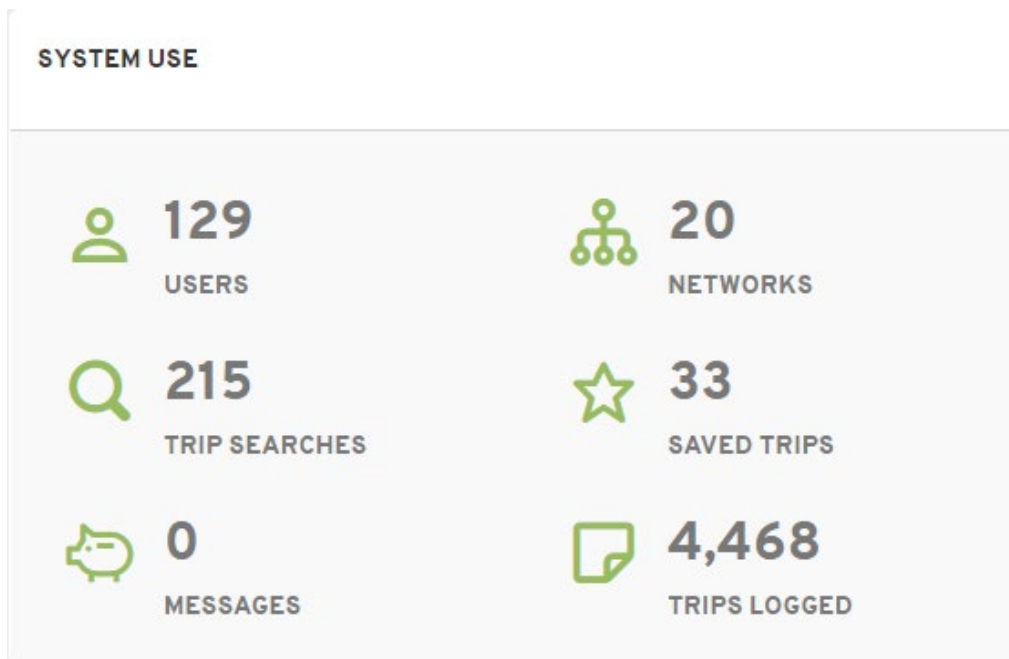 SYSTEM USE
129
USERS
20
NETWORKS
215
TRIP SEARCHES
33
SAVED TRIPS
0
MESSAGES
4,468
TRIPS LOGGED